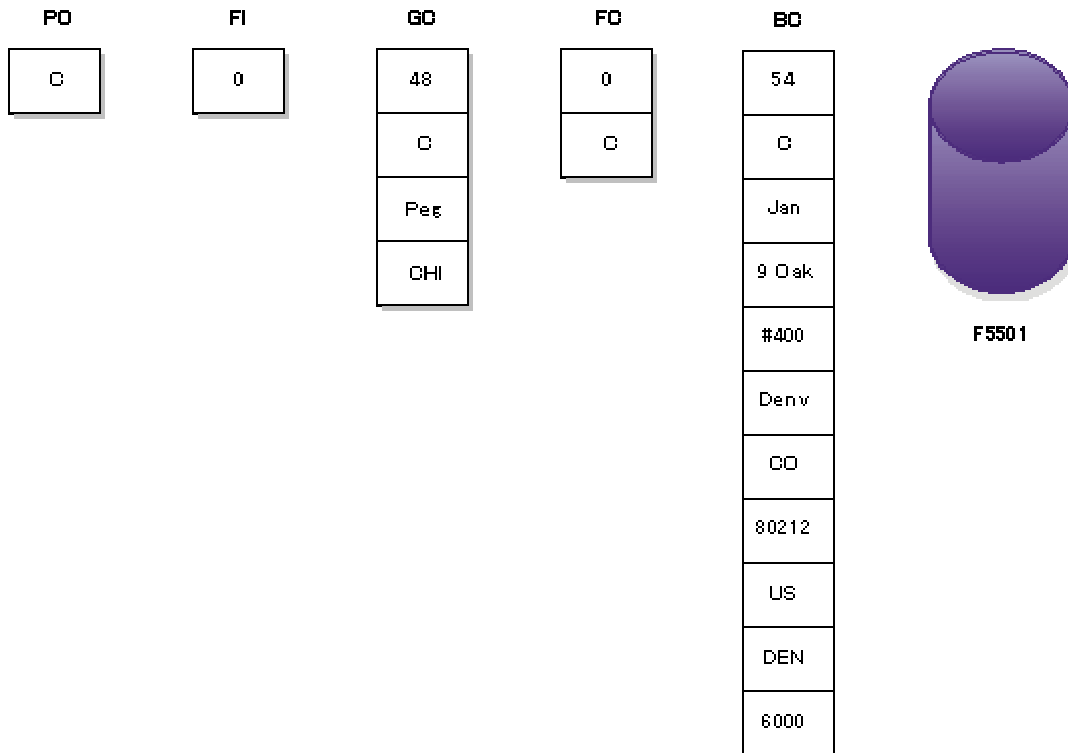 PO
FI
GC
FC
BC
C
0
48
0
54
C
C
C
Peg
Jan
CHI
9 Oak
#400
F5501
Denv
CO
80212
US
DEN
6000